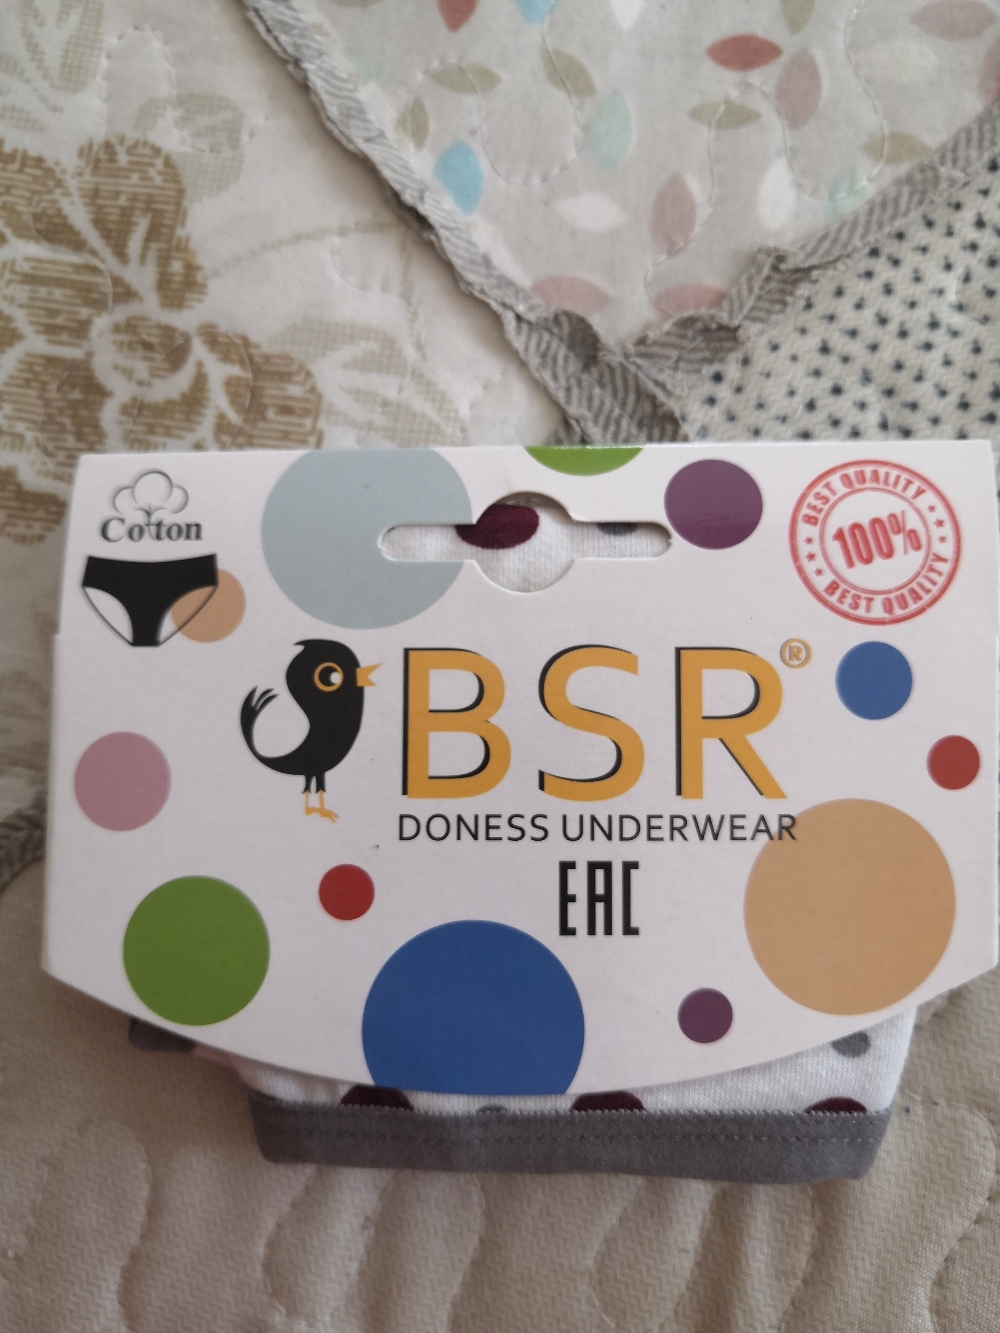 Cotton
BEST QUALITY
100%
BEST QUALITY
BSR®
DONESS UNDERWEAR
EAC